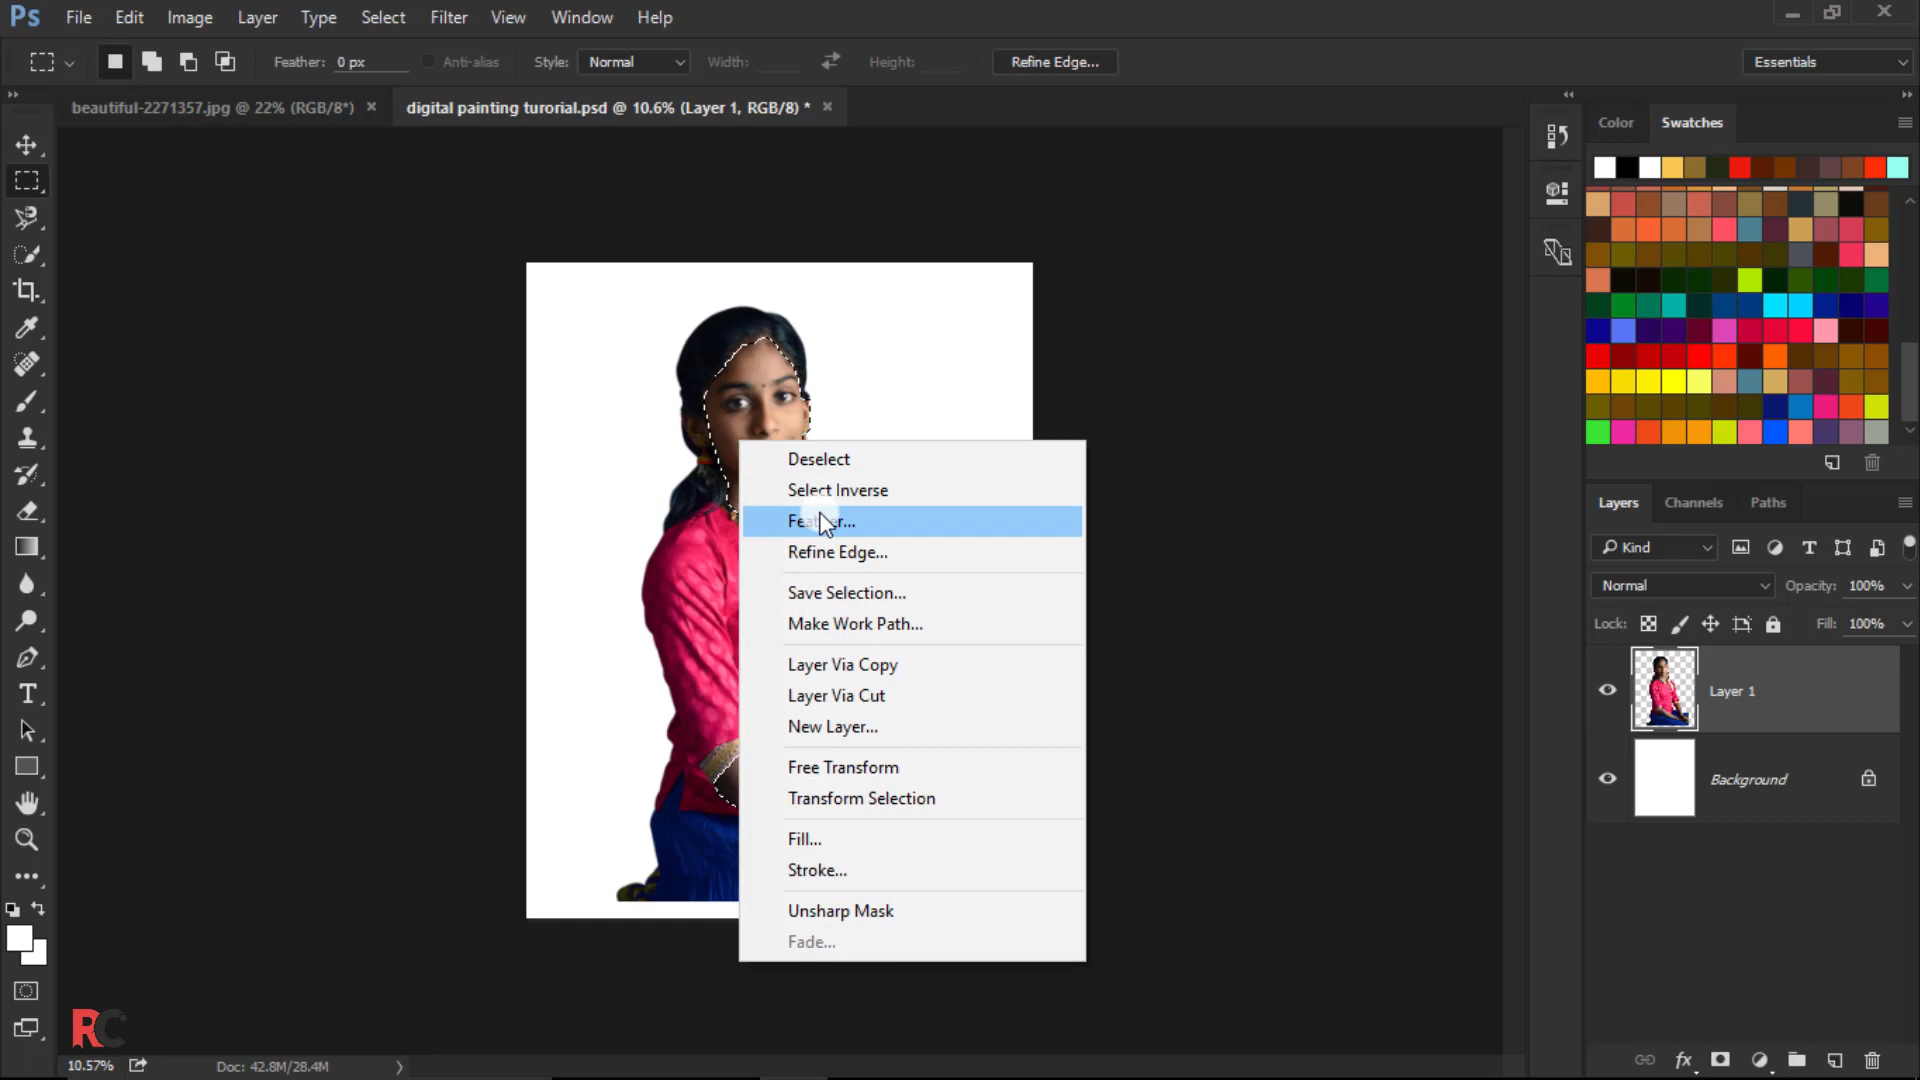 Ps File Edit Image Layer Type Select Filter View Window Help
Feather: 0 px Anti-alias Style: Normal Width: Height: Refine Edge... Essentials
beautiful-2271357.jpg @ 22% (RGB/8*) × digital painting turorial.psd @ 10.6% (Layer 1, RGB/8) * ×
Color Swatches
Deselect
Select Inverse
Feather...
Refine Edge...
Save Selection...
Make Work Path...
Layer Via Copy
Layer Via Cut
New Layer...
Free Transform
Transform Selection
Fill...
Stroke...
Unsharp Mask
Fade...
Layers Channels Paths
Kind
Normal Opacity: 100%
Lock: Fill: 100%
Layer 1
Background
RC
10.57% Doc: 42.8M/28.4M